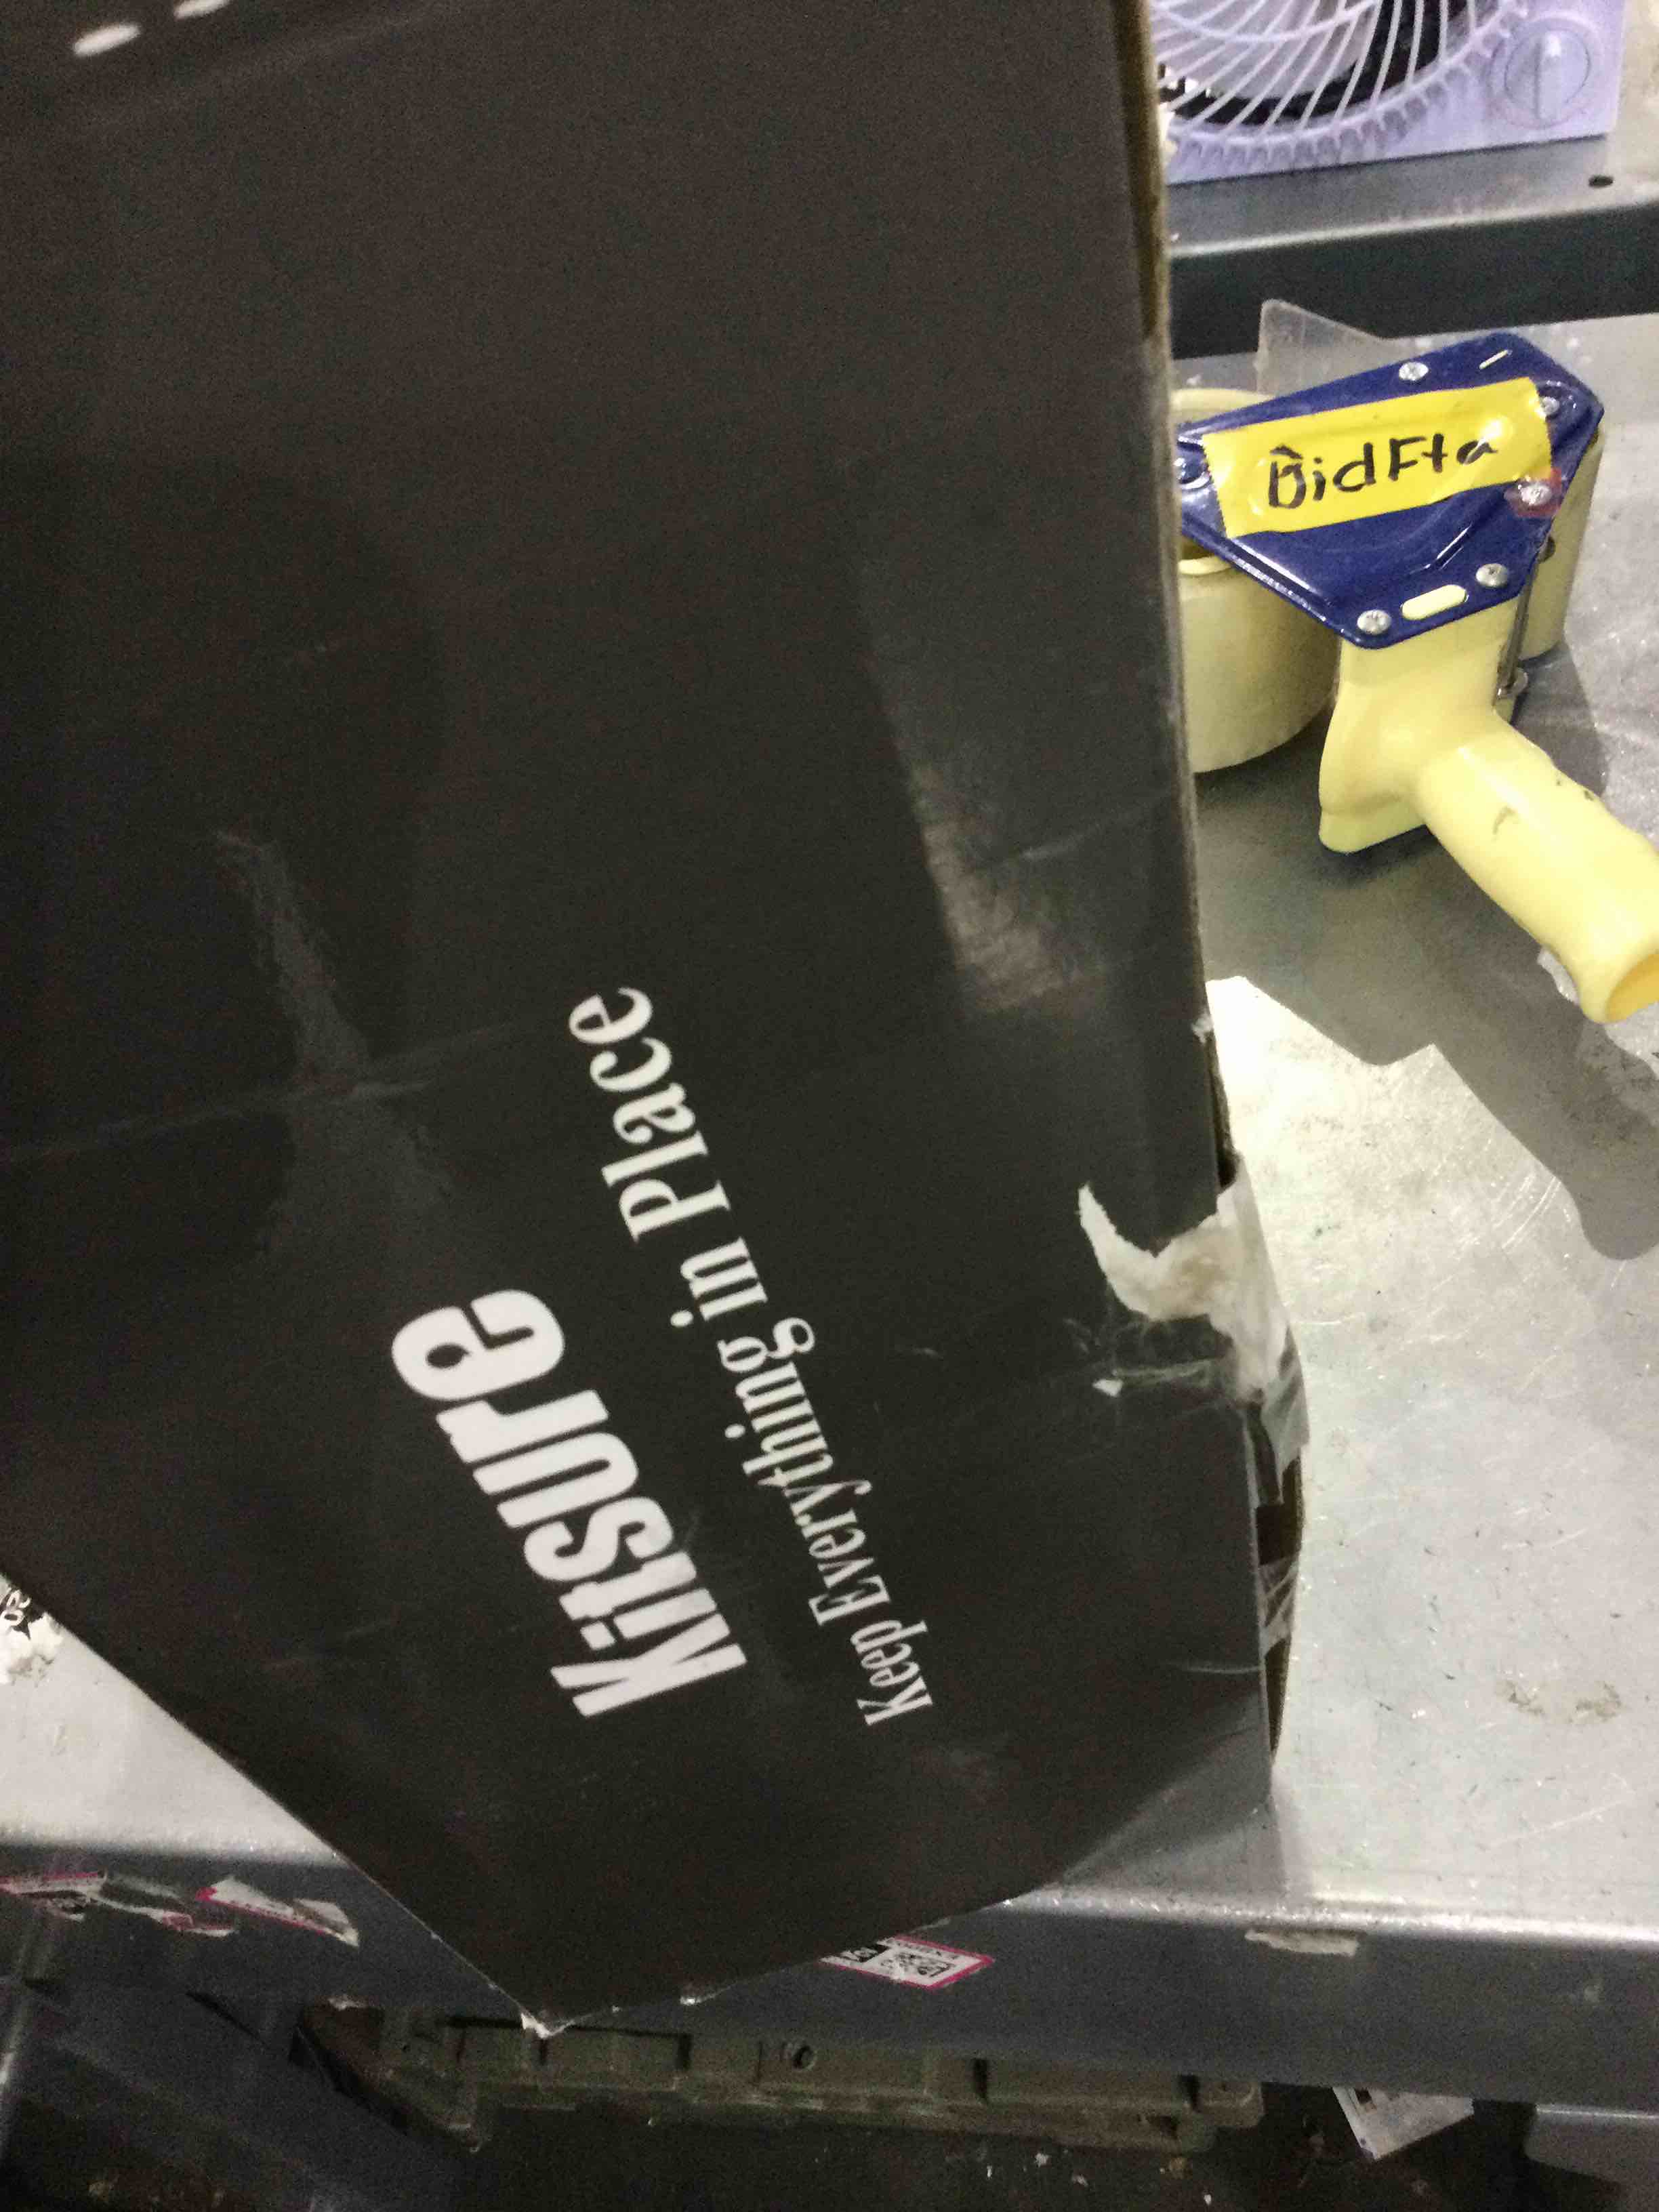 BidFta
Kitsure
Keep Everything in Place